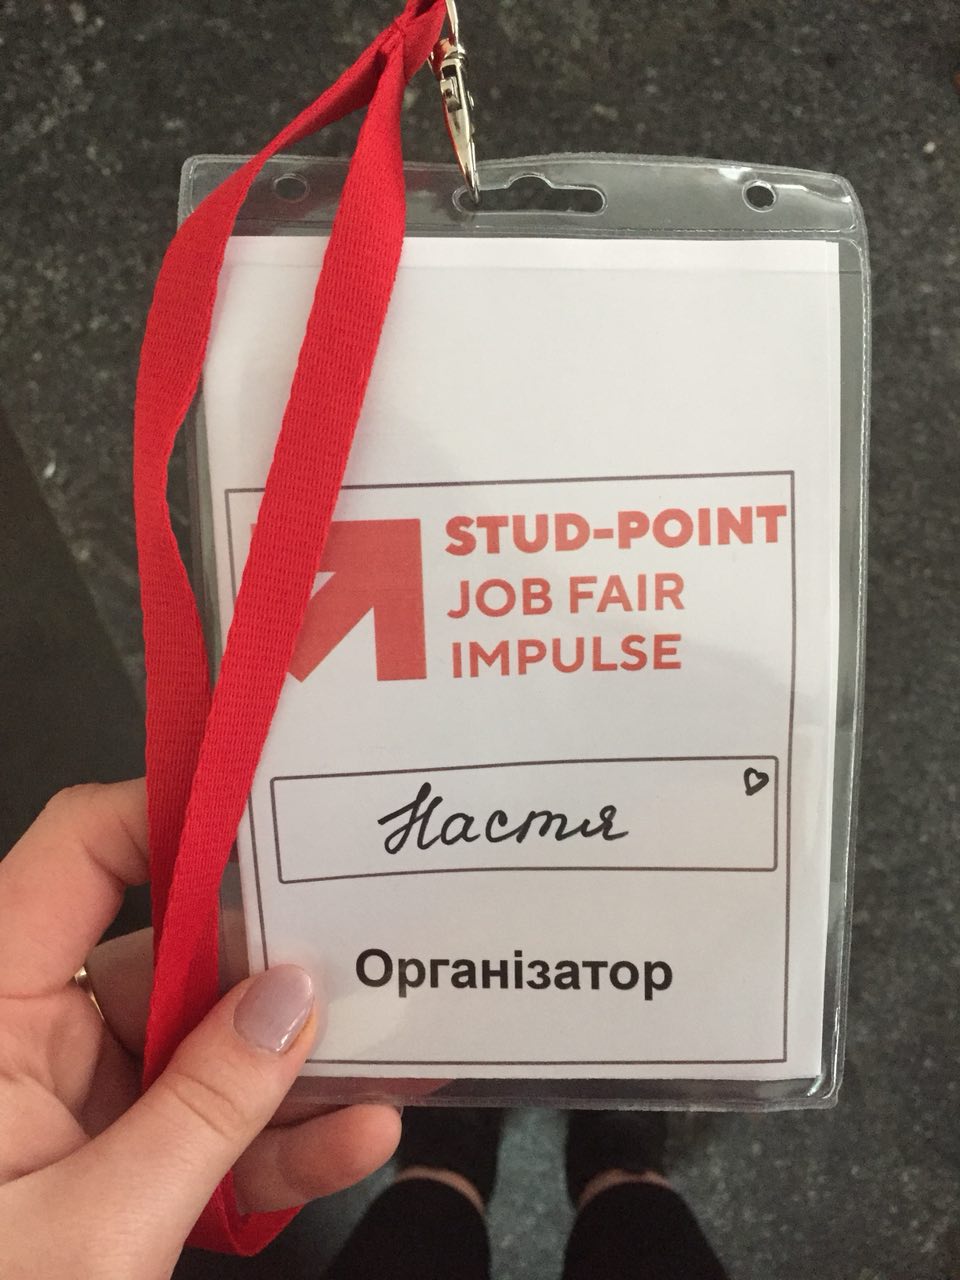 STUD-POINT
JOB FAIR
IMPULSE
Настя
Організатор